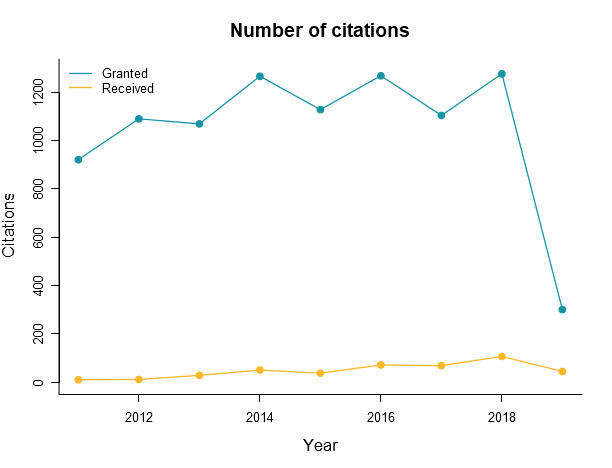 Number of citations
Granted
Received
Citations
1200
1000
800
600
400
200
0
2012 2014 2016 2018
Year